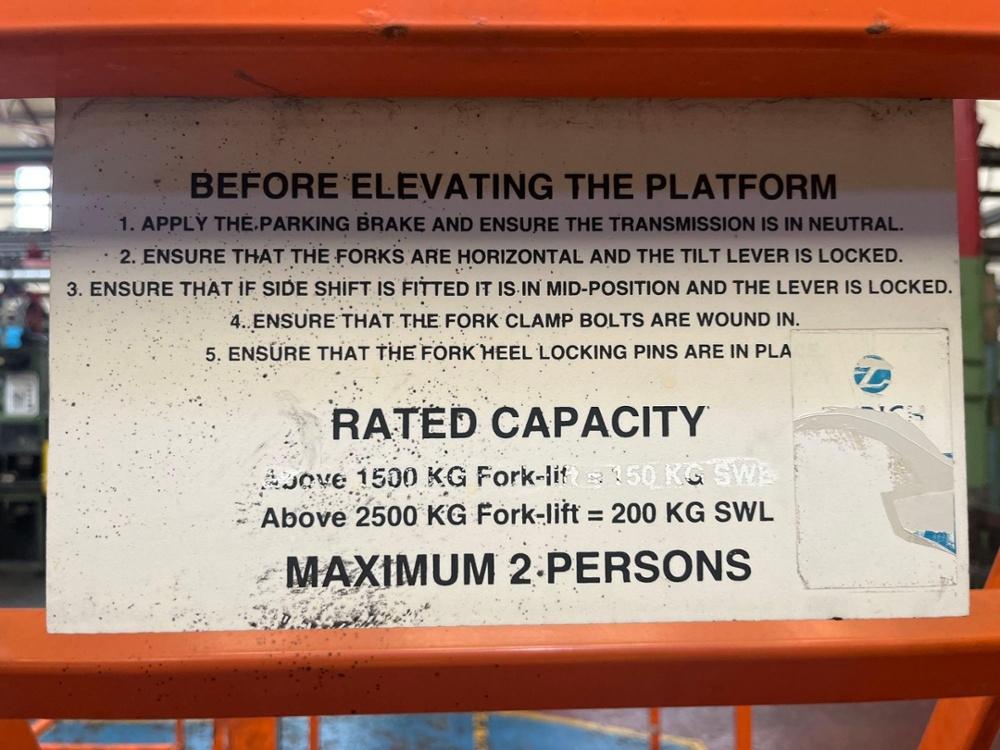 BEFORE ELEVATING THE PLATFORM
1. APPLY THE PARKING BRAKE AND ENSURE THE TRANSMISSION IS IN NEUTRAL.
2. ENSURE THAT THE FORKS ARE HORIZONTAL AND THE TILT LEVER IS LOCKED.
3. ENSURE THAT IF SIDE SHIFT IS FITTED IT IS IN MID-POSITION AND THE LEVER IS LOCKED.
4. ENSURE THAT THE FORK CLAMP BOLTS ARE WOUND IN.
5. ENSURE THAT THE FORK HEEL LOCKING PINS ARE IN PLA
RATED CAPACITY
Above 1500 KG Fork-lift = 150 KG SWL
Above 2500 KG Fork-lift = 200 KG SWL
MAXIMUM 2 PERSONS